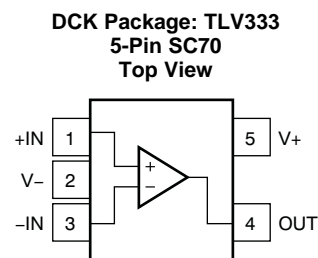 DCK Package: TLV333
5-Pin SC70
Top View
+IN 1 5 V+
+
V− 2
−
−IN 3 4 OUT